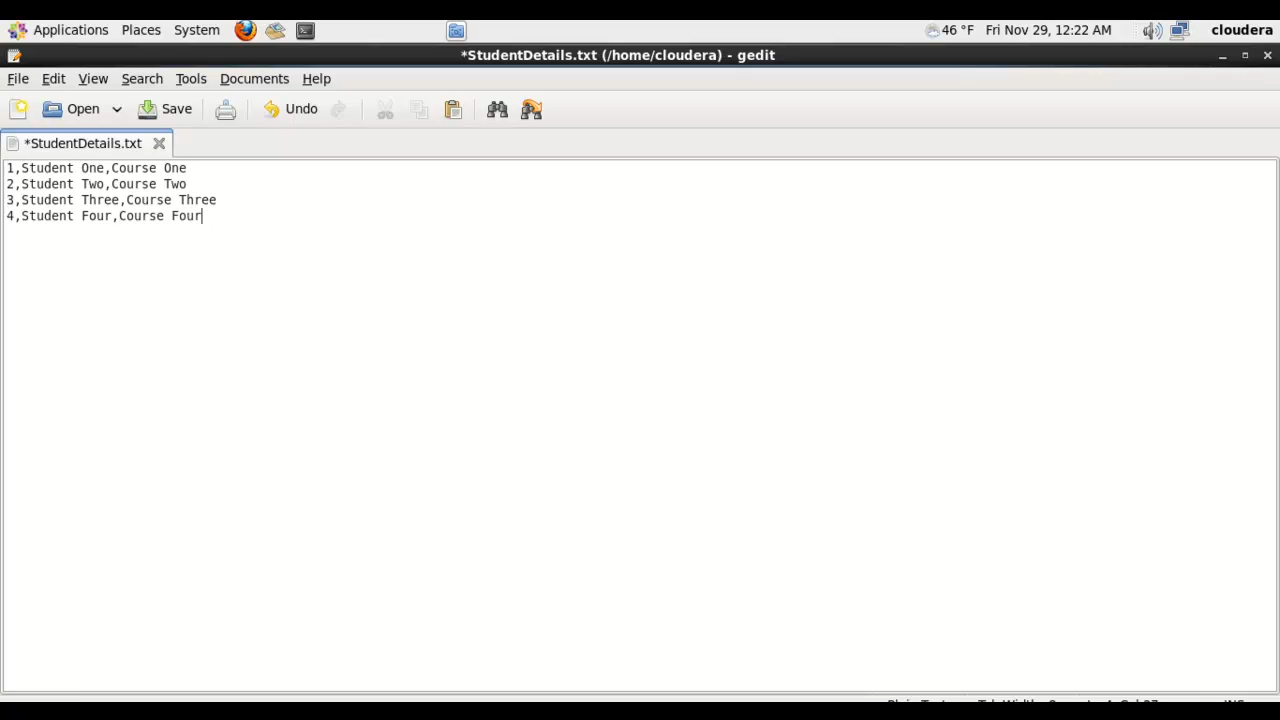 Applications Places System 46 °F Fri Nov 29, 12:22 AM cloudera
*StudentDetails.txt (/home/cloudera) - gedit
File Edit View Search Tools Documents Help
Open Save Undo
*StudentDetails.txt
1,Student One,Course One
2,Student Two,Course Two
3,Student Three,Course Three
4,Student Four,Course Four